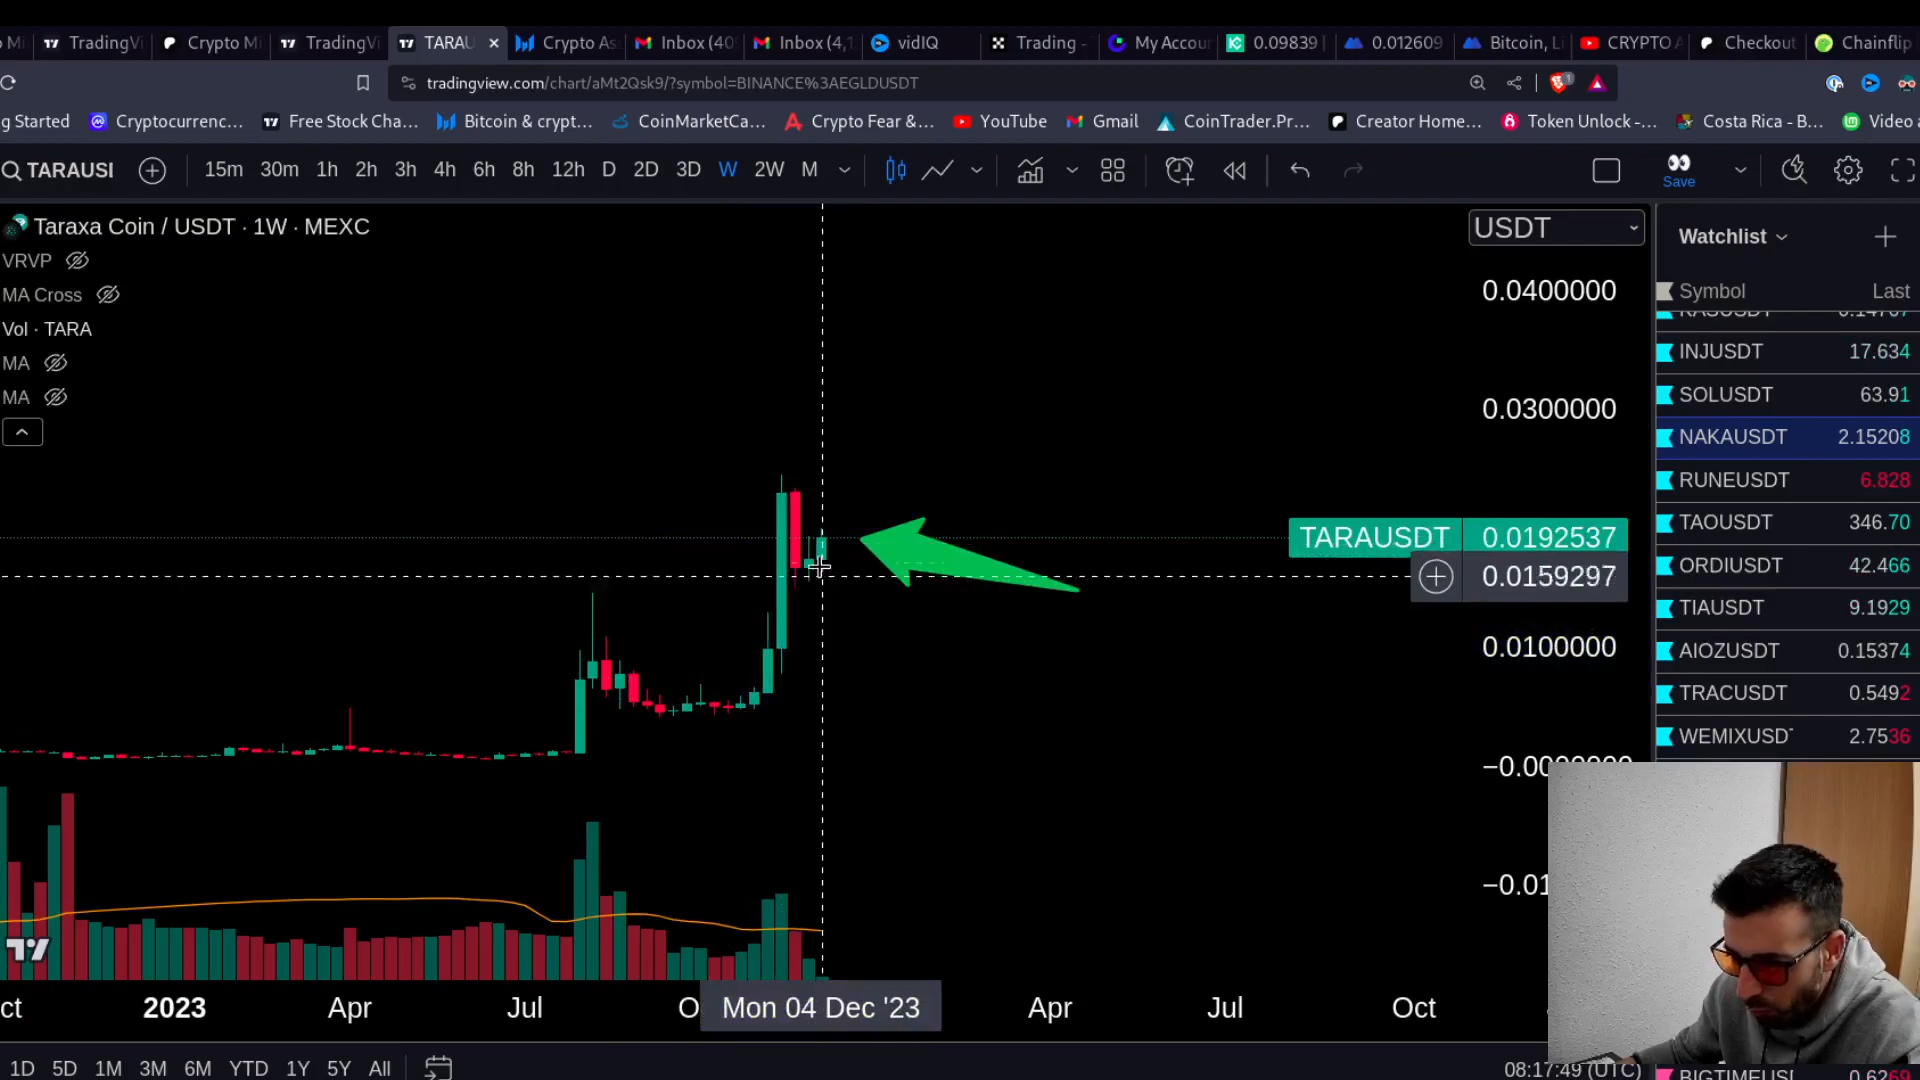 TradingVi
Crypto Mi
TradingVi
TARAU
Crypto As
Inbox (40
Inbox (4,1
vidIQ
Trading -
My Accou
0.09839
0.012609
Bitcoin, Li
CRYPTO A
Checkout
Chainflip
tradingview.com/chart/aMt2Qsk9/?symbol=BINANCE%3AEGLDUSDT
g Started
Cryptocurrenc...
Free Stock Cha...
Bitcoin & crypt...
CoinMarketCa...
Crypto Fear &...
YouTube
Gmail
CoinTrader.Pr...
Creator Home...
Token Unlock -...
Costa Rica - B...
Video a
TARAUSI
15m 30m 1h 2h 3h 4h 6h 8h 12h D 2D 3D W 2W M
Save
Taraxa Coin / USDT · 1W · MEXC
VRVP
MA Cross
Vol · TARA
MA
MA
USDT
0.0400000
0.0300000
TARAUSDT 0.0192537
0.0159297
0.0100000
Watchlist
Symbol Last
INJUSDT 17.634
SOLUSDT 63.91
NAKAUSDT 2.15208
RUNEUSDT 6.828
TAOUSDT 346.70
ORDIUSDT 42.466
TIAUSDT 9.1929
AIOZUSDT 0.15374
TRACUSDT 0.5492
WEMIXUSDT 2.7536
−0.01
ct
2023
Apr
Jul
O
Mon 04 Dec '23
Apr
Jul
Oct
1D 5D 1M 3M 6M YTD 1Y 5Y All
08:17:49 (UTC)
BIGTIMEUSI 0.6269